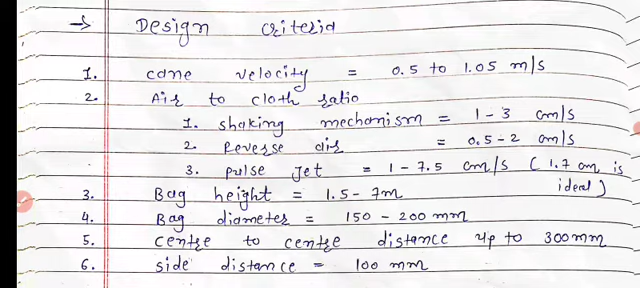 → Design criteria
1. cane velocity = 0.5 to 1.05 m/s
2. Air to cloth ratio
1. shaking mechanism = 1 - 3 cm/s
2. Reverse air = 0.5 - 2 cm/s
3. pulse Jet = 1 - 7.5 cm/s ( 1.7 cm is ideal )
3. Bag height = 1.5 - 7m
4. Bag diameter = 150 - 200 mm
5. centre to centre distance up to 300mm
6. side distance = 100 mm